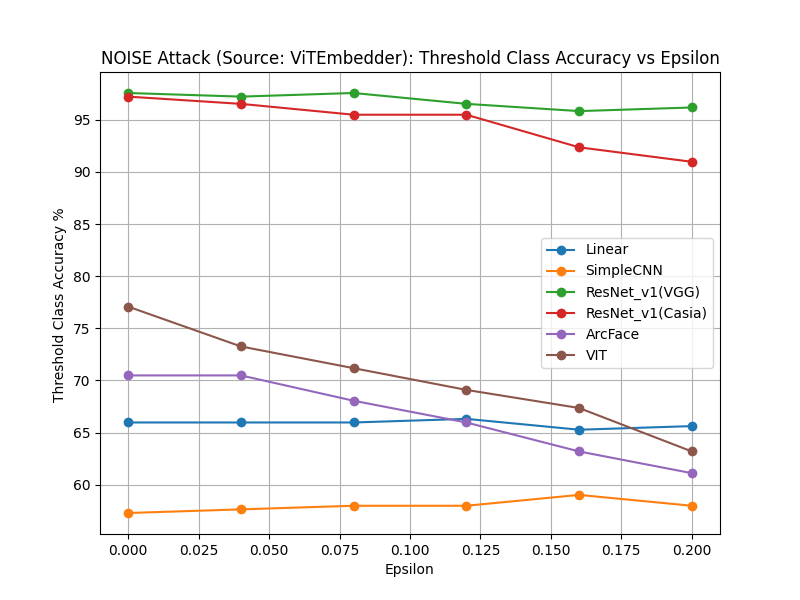 NOISE Attack (Source: ViTEmbedder): Threshold Class Accuracy vs Epsilon
Threshold Class Accuracy %
95
90
85
80
75
70
65
60
Linear
SimpleCNN
ResNet_v1(VGG)
ResNet_v1(Casia)
ArcFace
VIT
0.000 0.025 0.050 0.075 0.100 0.125 0.150 0.175 0.200
Epsilon